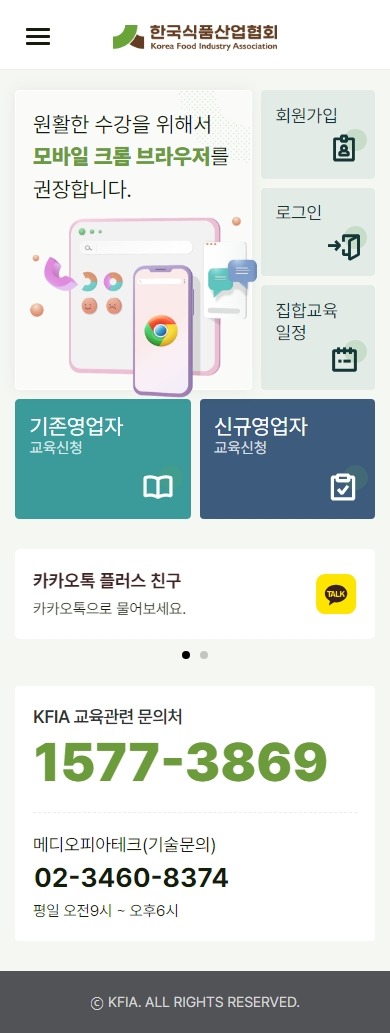 한국식품산업협회
Korea Food Industry Association
원활한 수강을 위해서
모바일 크롬 브라우저를
권장합니다.
회원가입
로그인
집합교육
일정
기존영업자
교육신청
신규영업자
교육신청
카카오톡 플러스 친구
카카오톡으로 물어보세요.
TALK
KFIA 교육관련 문의처
1577-3869
메디오피아테크(기술문의)
02-3460-8374
평일 오전9시 ~ 오후6시
© KFIA. ALL RIGHTS RESERVED.